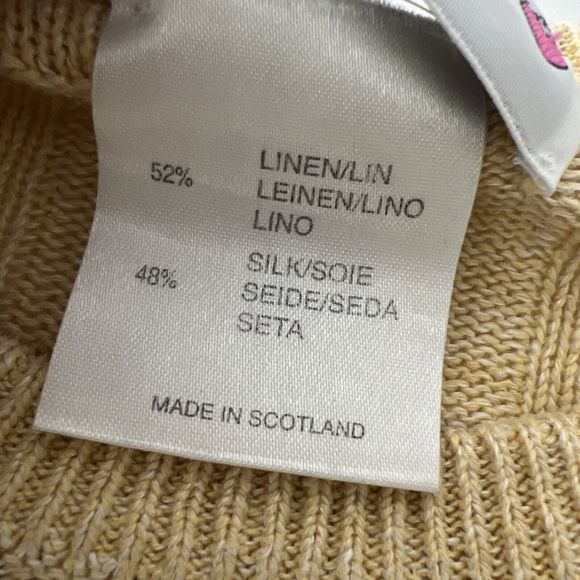 52% LINEN/LIN
LEINEN/LINO
LINO
48% SILK/SOIE
SEIDE/SEDA
SETA
MADE IN SCOTLAND